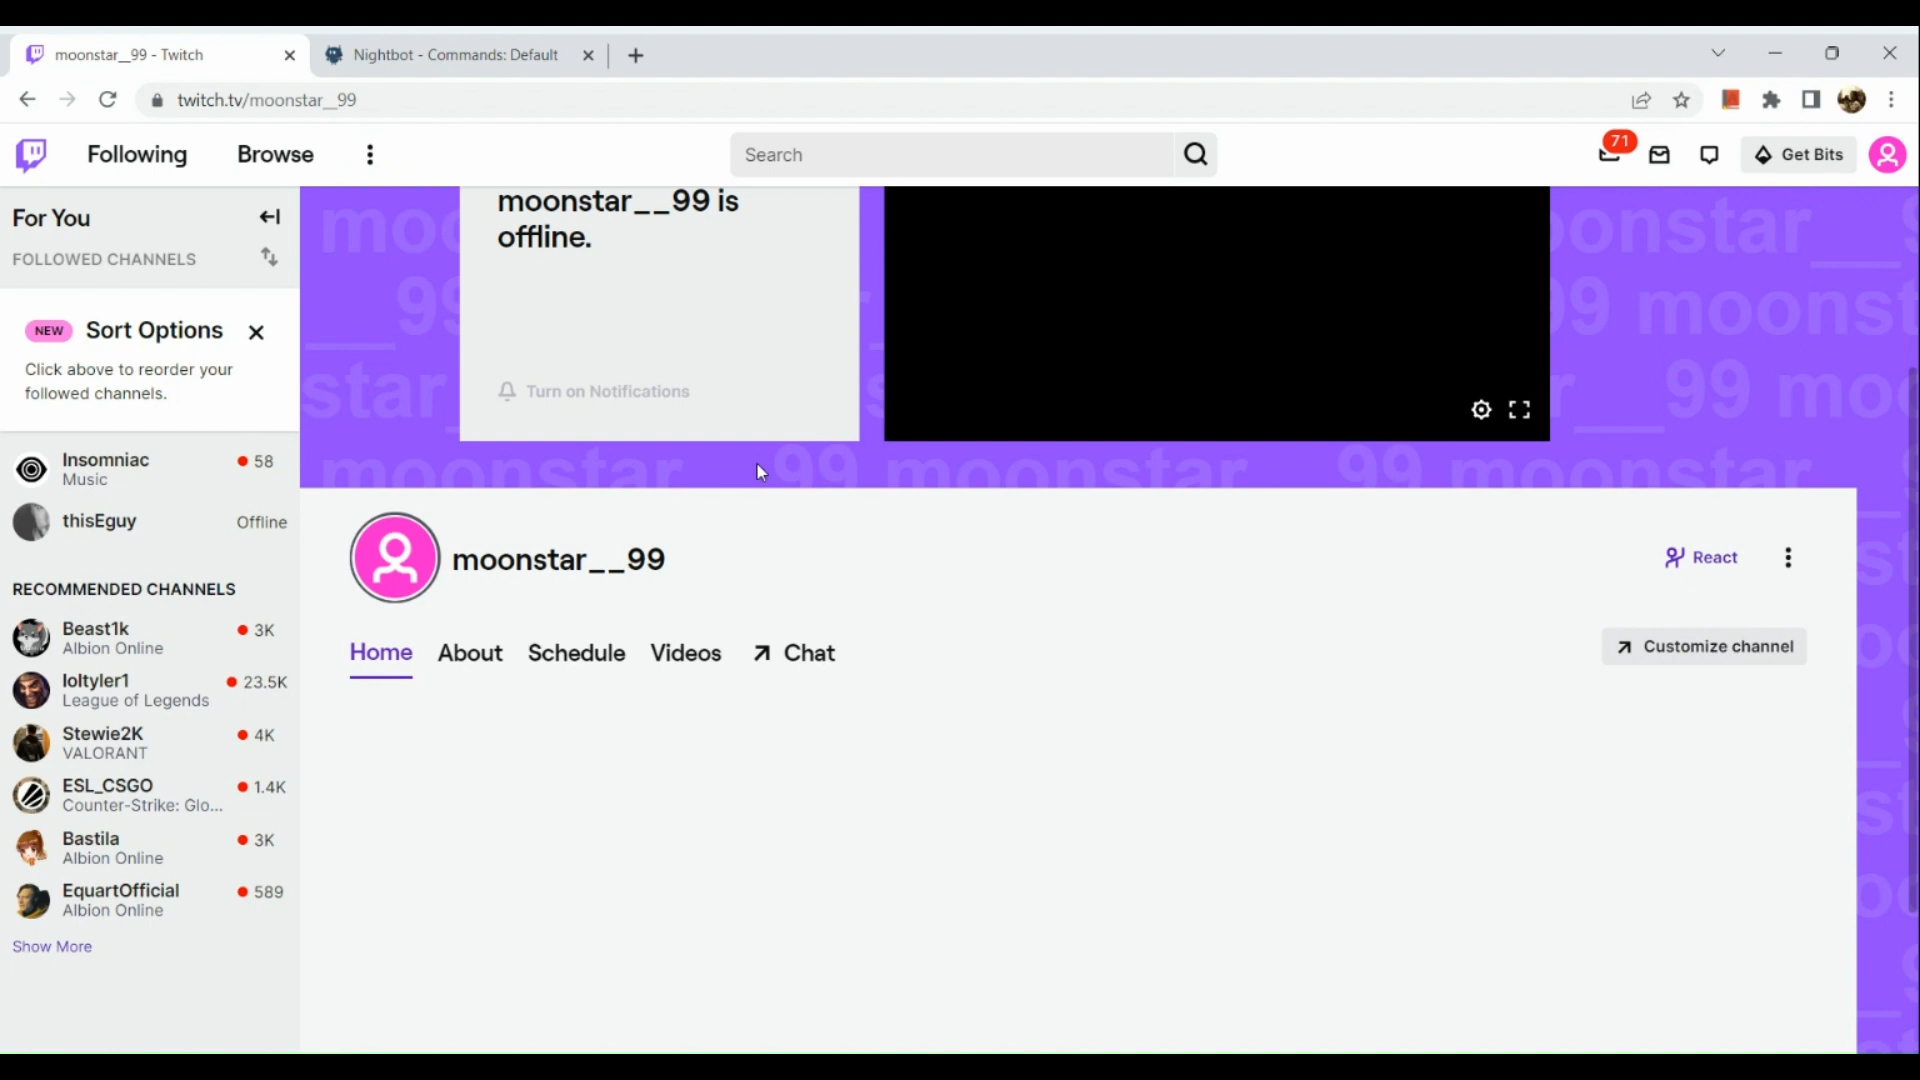 moonstar__99 - Twitch
Nightbot - Commands: Default
twitch.tv/moonstar__99
Following
Browse
Search
71
Get Bits
For You
FOLLOWED CHANNELS
NEW Sort Options
Click above to reorder your
followed channels.
Insomniac 58
Music
thisEguy Offline
RECOMMENDED CHANNELS
Beast1k 3K
Albion Online
loltyler1 23.5K
League of Legends
Stewie2K 4K
VALORANT
ESL_CSGO 1.4K
Counter-Strike: Glo...
Bastila 3K
Albion Online
EquartOfficial 589
Albion Online
Show More
moonstar__99 is
offline.
Turn on Notifications
moonstar__99
React
Home About Schedule Videos Chat
Customize channel
moonstar__99 moonstar__99 moonstar